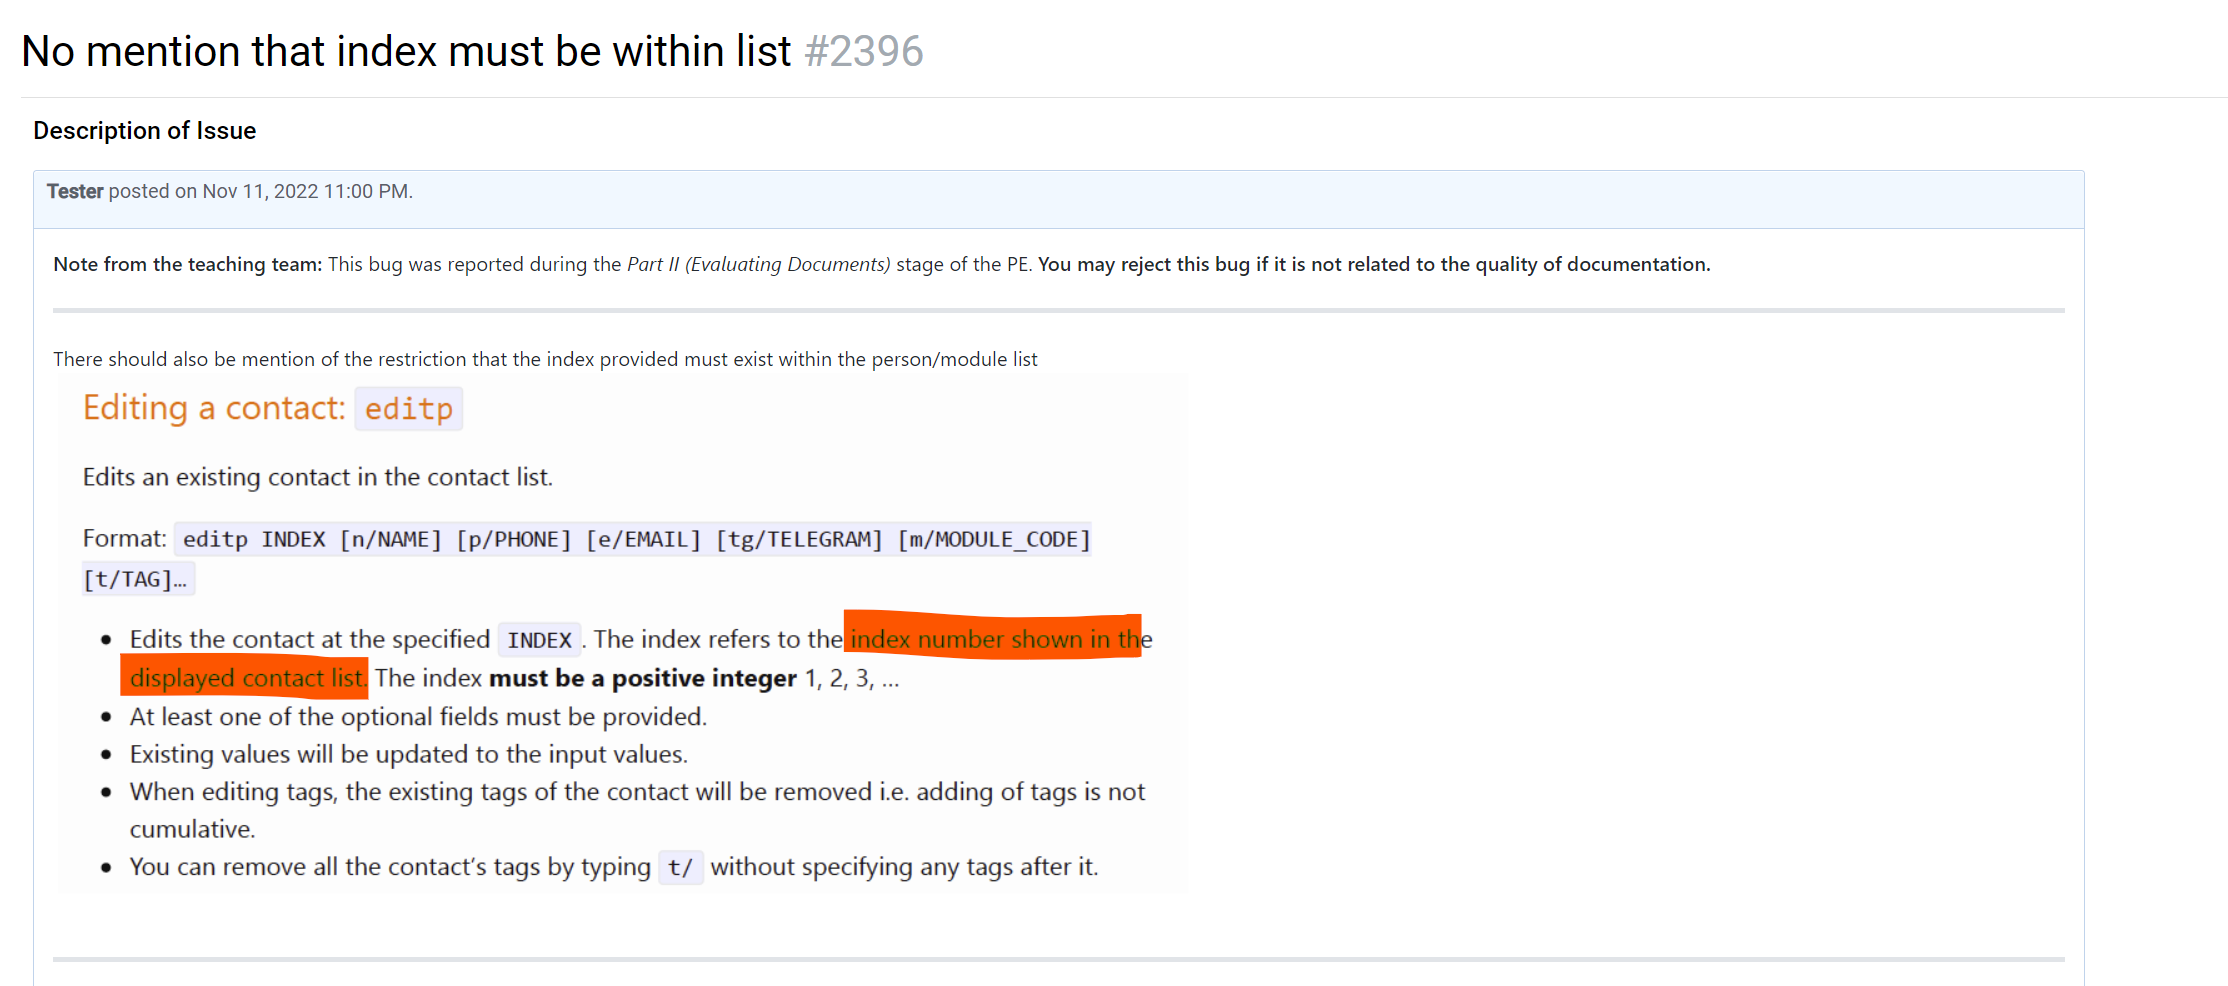 No mention that index must be within list #2396
Description of Issue
Tester posted on Nov 11, 2022 11:00 PM.
Note from the teaching team: This bug was reported during the Part II (Evaluating Documents) stage of the PE. You may reject this bug if it is not related to the quality of documentation.
There should also be mention of the restriction that the index provided must exist within the person/module list
Editing a contact: editp
Edits an existing contact in the contact list.
Format: editp INDEX [n/NAME] [p/PHONE] [e/EMAIL] [tg/TELEGRAM] [m/MODULE_CODE]
[t/TAG]…
• Edits the contact at the specified INDEX . The index refers to the index number shown in the
displayed contact list. The index must be a positive integer 1, 2, 3, …
• At least one of the optional fields must be provided.
• Existing values will be updated to the input values.
• When editing tags, the existing tags of the contact will be removed i.e. adding of tags is not
cumulative.
• You can remove all the contact’s tags by typing t/ without specifying any tags after it.